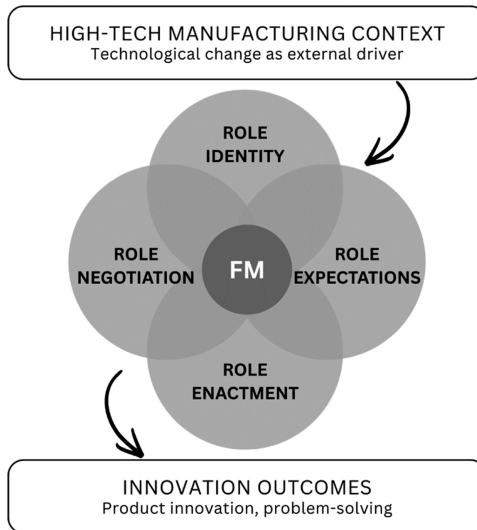 HIGH-TECH MANUFACTURING CONTEXT
Technological change as external driver
ROLE
IDENTITY
ROLE
NEGOTIATION
FM
ROLE
EXPECTATIONS
ROLE
ENACTMENT
INNOVATION OUTCOMES
Product innovation, problem-solving